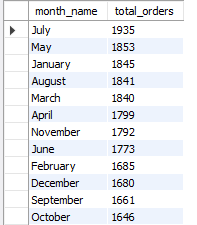 month_name total_orders
July 1935
May 1853
January 1845
August 1841
March 1840
April 1799
November 1792
June 1773
February 1685
December 1680
September 1661
October 1646